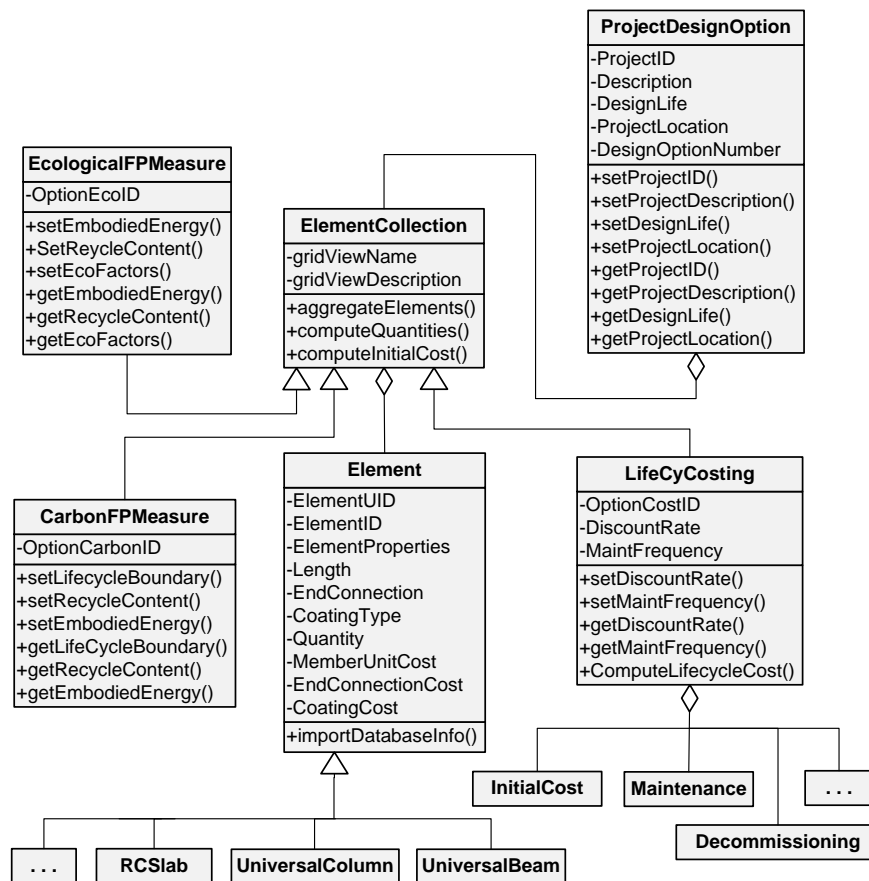 ProjectDesignOption
-ProjectID
-Description
-DesignLife
-ProjectLocation
-DesignOptionNumber
+setProjectID()
+setProjectDescription()
+setDesignLife()
+setProjectLocation()
+getProjectID()
+getProjectDescription()
+getDesignLife()
+getProjectLocation()
EcologicalFPMeasure
-OptionEcoID
+setEmbodiedEnergy()
+SetReycleContent()
+setEcoFactors()
+getEmbodiedEnergy()
+getRecycleContent()
+getEcoFactors()
ElementCollection
-gridViewName
-gridViewDescription
+aggregateElements()
+computeQuantities()
+computeInitialCost()
CarbonFPMeasure
-OptionCarbonID
+setLifecycleBoundary()
+setRecycleContent()
+setEmbodiedEnergy()
+getLifeCycleBoundary()
+getRecycleContent()
+getEmbodiedEnergy()
Element
-ElementUID
-ElementID
-ElementProperties
-Length
-EndConnection
-CoatingType
-Quantity
-MemberUnitCost
-EndConnectionCost
-CoatingCost
+importDatabaseInfo()
LifeCyCosting
-OptionCostID
-DiscountRate
-MaintFrequency
+setDiscountRate()
+setMaintFrequency()
+getDiscountRate()
+getMaintFrequency()
+ComputeLifecycleCost()
InitialCost
Maintenance
. . .
Decommissioning
. . .
RCSlab
UniversalColumn
UniversalBeam